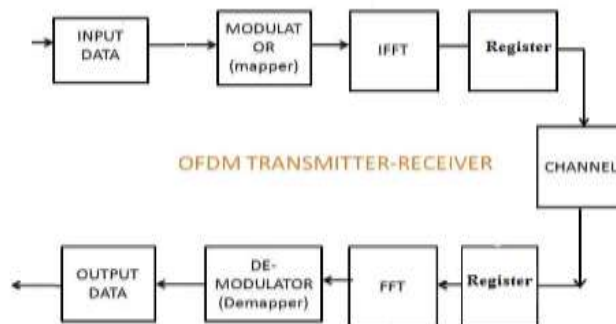 INPUT
DATA
MODULAT
OR
(mapper)
IFFT
Register
OFDM TRANSMITTER-RECEIVER
CHANNEL
OUTPUT
DATA
DE-
MODULATOR
(Demapper)
FFT
Register